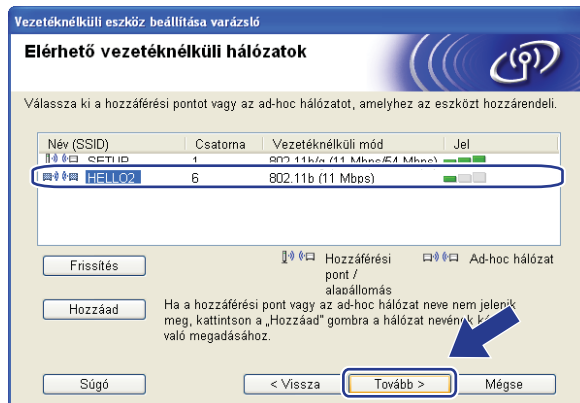 Vezetéknélküli eszköz beállítása varázsló
Elérhető vezetéknélküli hálózatok
Válassza ki a hozzáférési pontot vagy az ad-hoc hálózatot, amelyhez az eszközt hozzárendeli.
Név (SSID) Csatorna Vezetéknélküli mód Jel
SETUP 1 802.11b/g (11 Mbps/54 Mbps)
HELLO2 6 802.11b (11 Mbps)
Frissítés
Hozzáférési pont / alapállomás
Ad-hoc hálózat
Hozzáad
Ha a hozzáférési pont vagy az ad-hoc hálózat neve nem jelenik
meg, kattintson a „Hozzáad" gombra a hálózat nevének
való megadásához.
Súgó < Vissza Tovább > Mégse